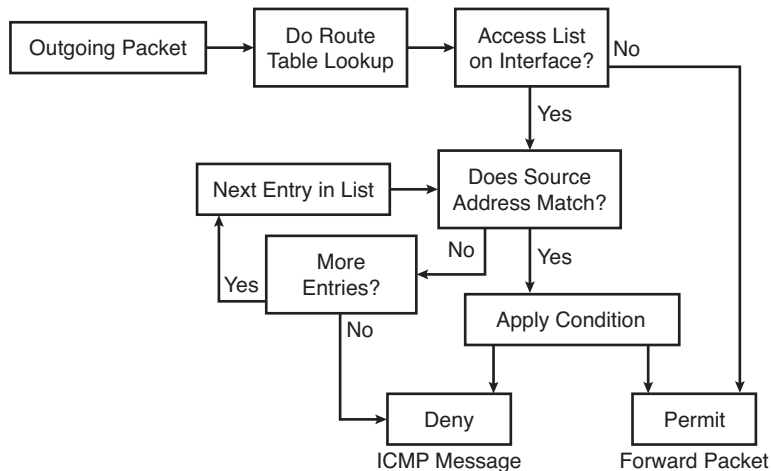 Outgoing Packet
Do Route
Table Lookup
Access List
on Interface?
No
Yes
Next Entry in List
Does Source
Address Match?
No
Yes
More
Entries?
Yes
No
Apply Condition
Deny
Permit
ICMP Message
Forward Packet